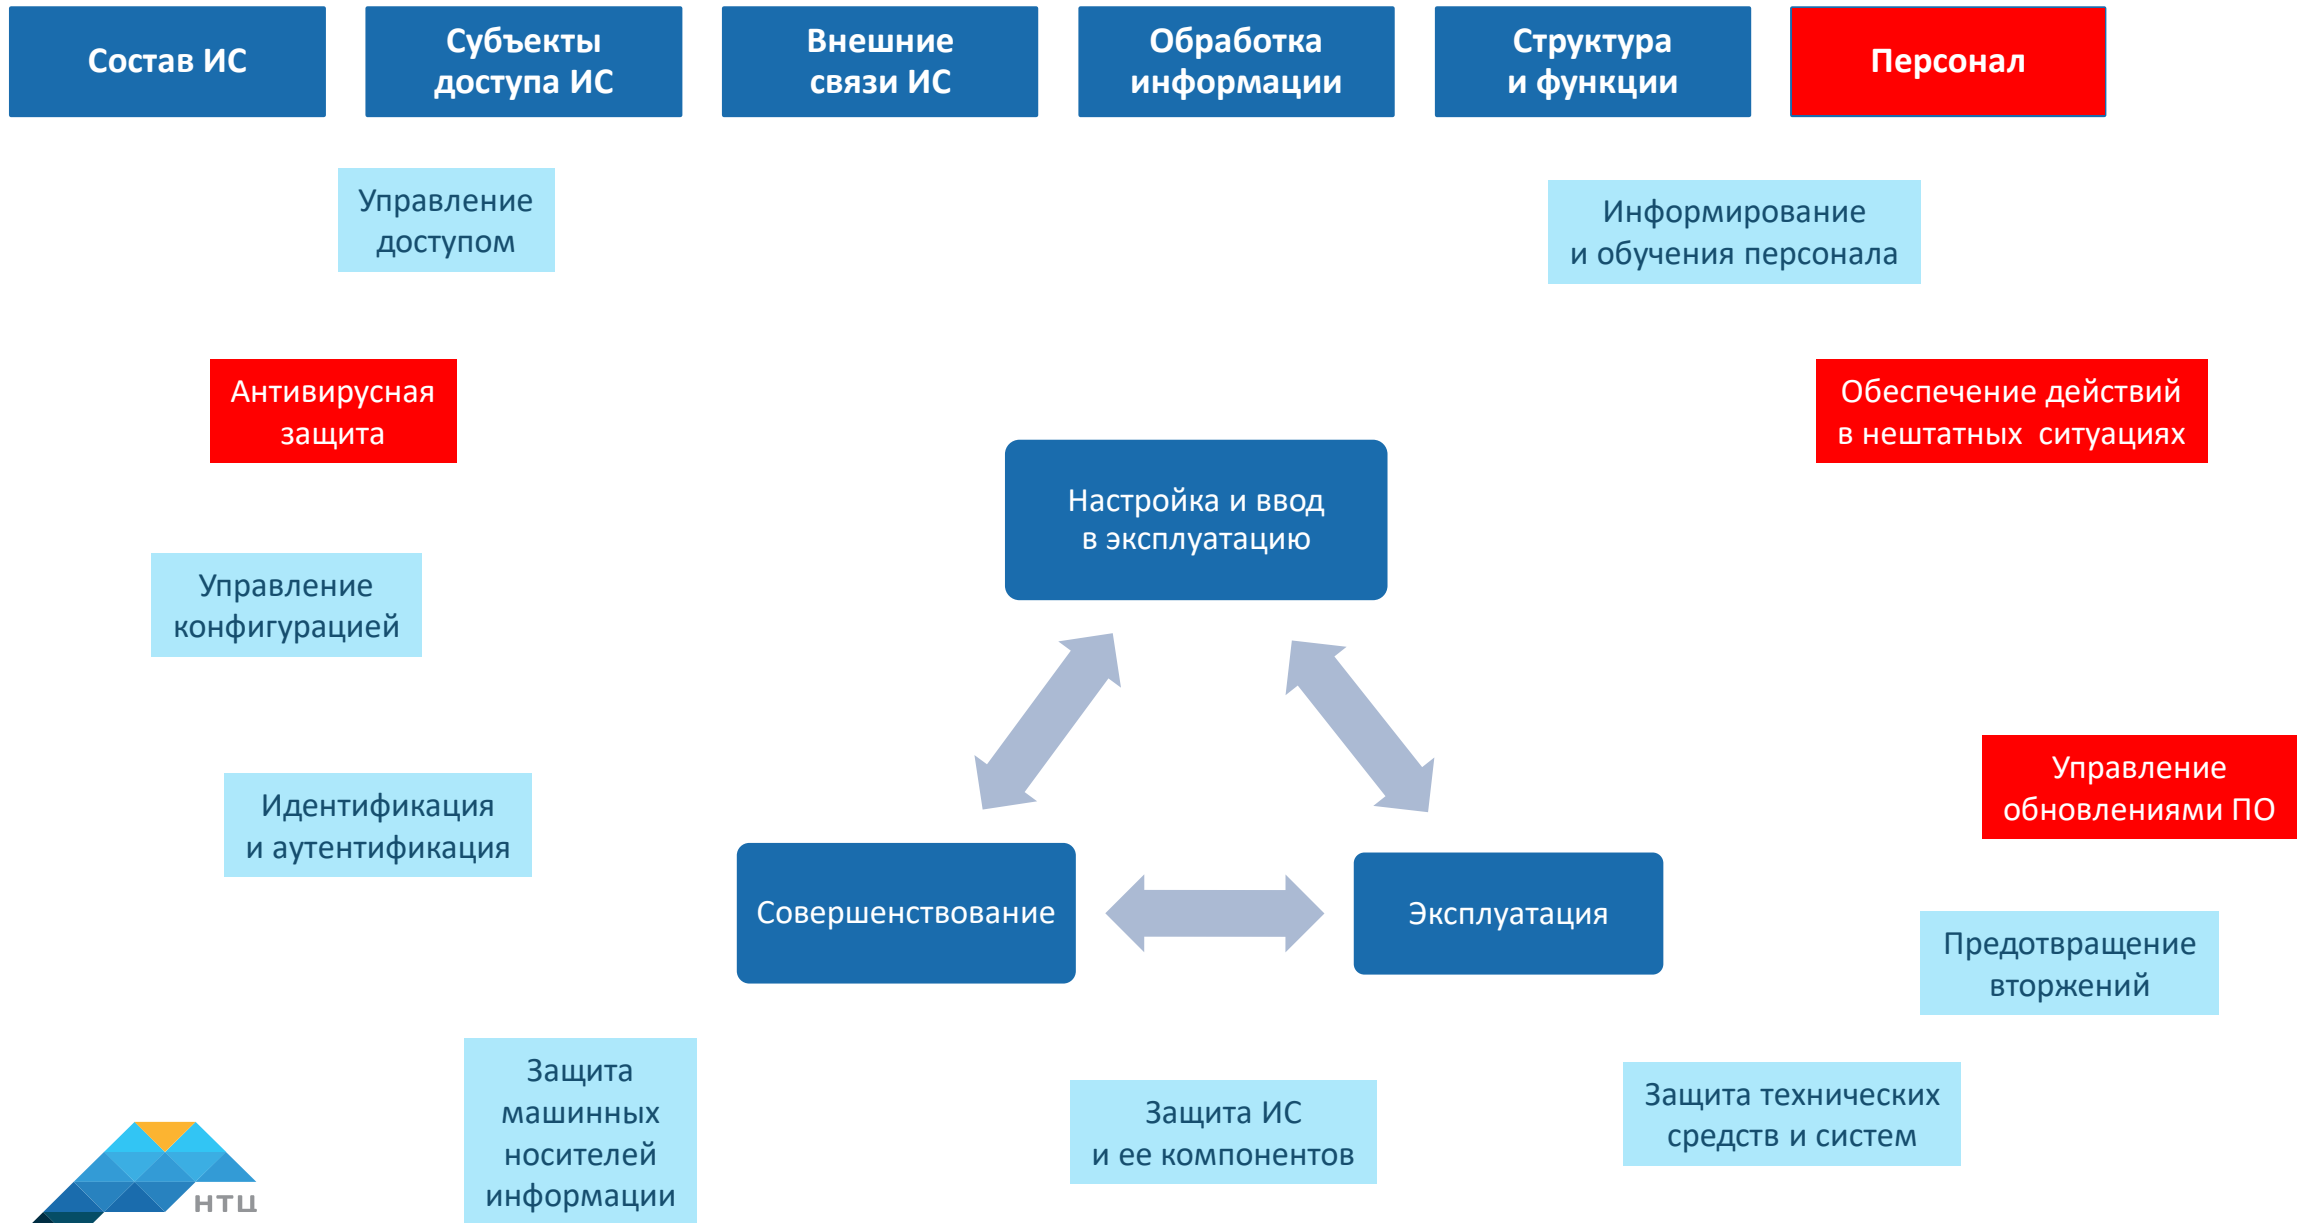 Состав ИС
Субъекты
доступа ИС
Внешние
связи ИС
Обработка
информации
Структура
и функции
Персонал
Управление
доступом
Информирование
и обучения персонала
Антивирусная
защита
Обеспечение действий
в нештатных ситуациях
Настройка и ввод
в эксплуатацию
Управление
конфигурацией
Идентификация
и аутентификация
Управление
обновлениями ПО
Совершенствование
Эксплуатация
Предотвращение
вторжений
Защита
машинных
носителей
информации
Защита ИС
и ее компонентов
Защита технических
средств и систем
НТЦ